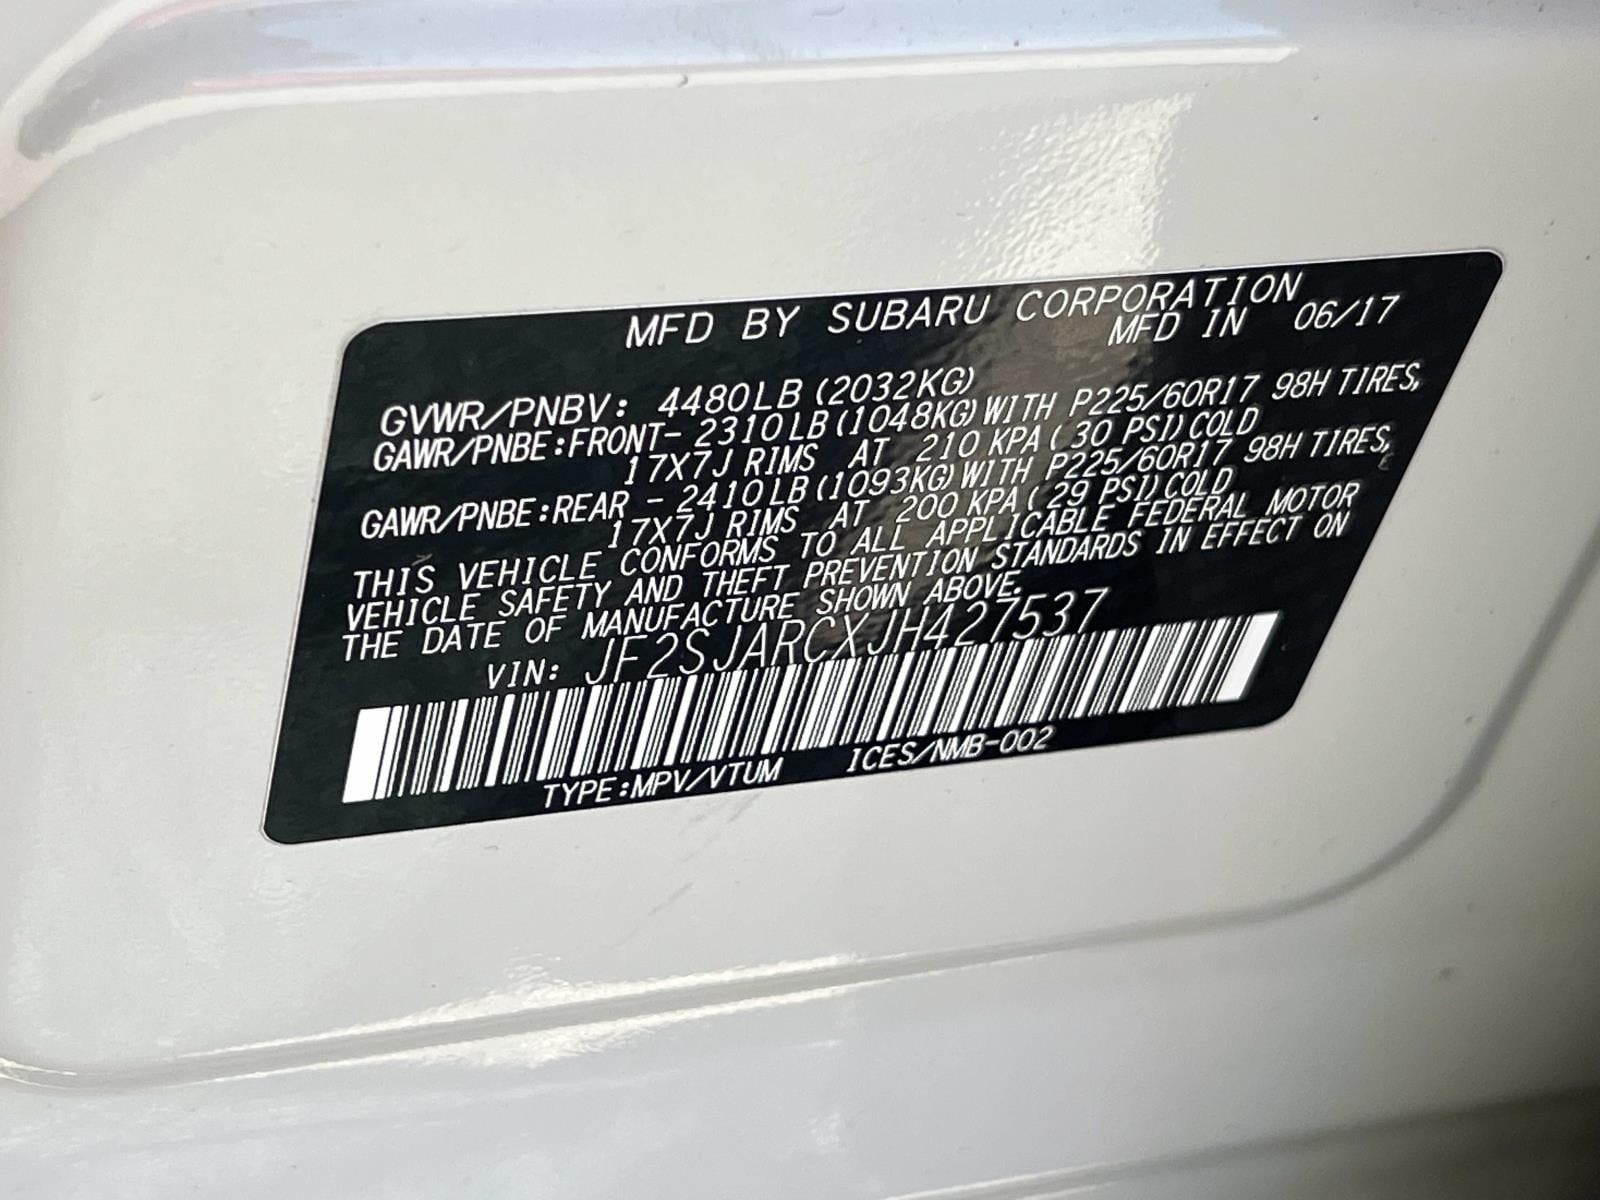 MFD BY SUBARU CORPORATION
MFD IN 06/17
GVWR/PNBV: 4480LB(2032KG)
GAWR/PNBE:FRONT- 2310LB(1048KG)WITH P225/60R17 98H TIRES,
17X7J RIMS AT 210 KPA( 30 PSI)COLD
GAWR/PNBE:REAR - 2410LB(1093KG)WITH P225/60R17 98H TIRES,
17X7J RIMS AT 200 KPA( 29 PSI)COLD
THIS VEHICLE CONFORMS TO ALL APPLICABLE FEDERAL MOTOR
VEHICLE SAFETY AND THEFT PREVENTION STANDARDS IN EFFECT ON
THE DATE OF MANUFACTURE SHOWN ABOVE.
VIN: JF2SJARCXJH427537
TYPE:MPV/VTUM ICES/NMB-002